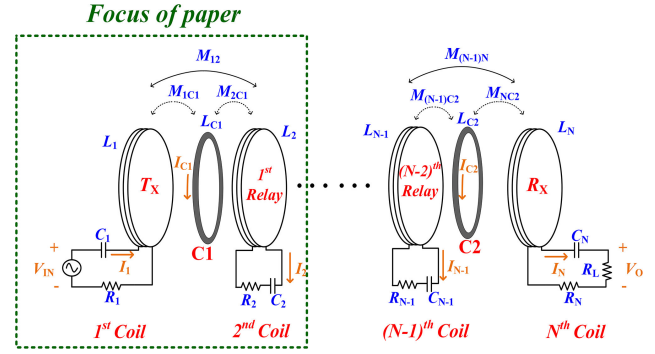 Focus of paper
M12 M(N-1)N
M1C1 M2C1 M(N-1)C2 MNC2
L1 LC1 L2 LN-1 LC2 LN
TX IC1 1st Relay (N-2)th Relay IC2 RX
C1 C2
+ C1 I1 I2 IN-1 IN CN +
VIN R1 R2 C2 RN-1 CN-1 RN RL VO
- -
1st Coil 2nd Coil (N-1)th Coil Nth Coil